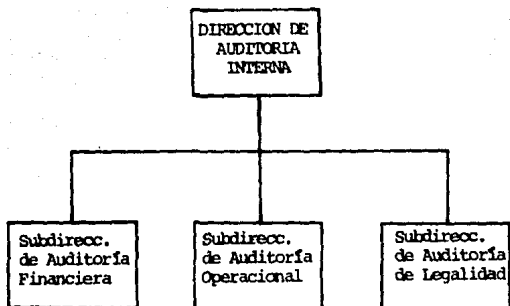 DIRECCION DE
AUDITORIA
INTERNA
Subdirecc.
de Auditoría
Financiera
Subdirecc.
de Auditoría
Operacional
Subdirecc.
de Auditoría
de Legalidad